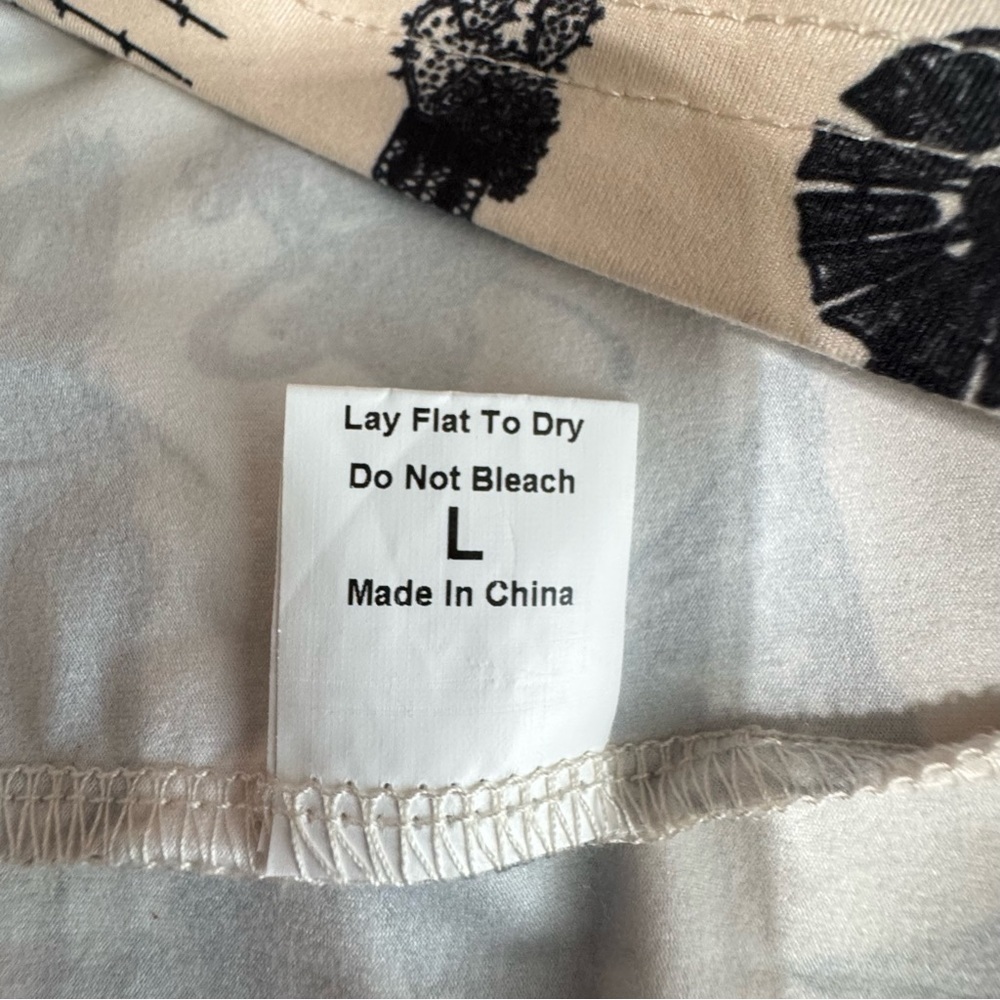 Lay Flat To Dry
Do Not Bleach
L
Made In China